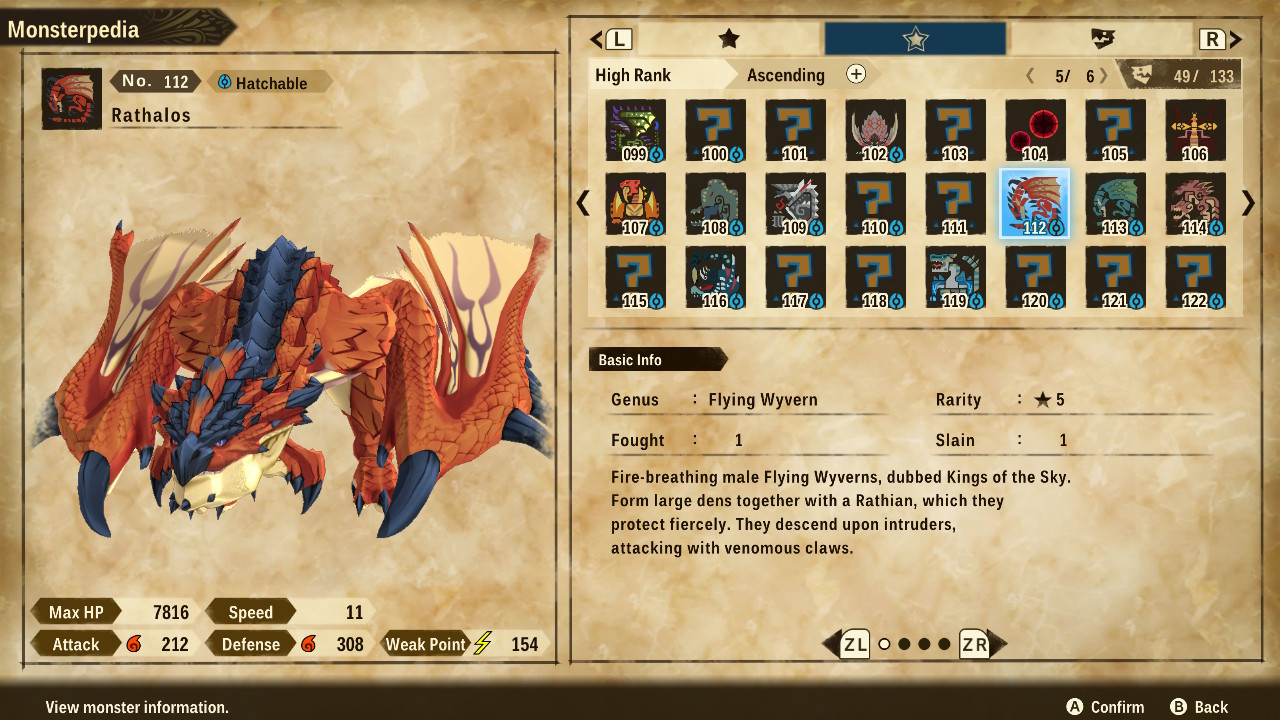 Monsterpedia
No. 112
Hatchable
Rathalos
Max HP 7816
Speed 11
Attack 212
Defense 308
Weak Point 154
L
R
High Rank
Ascending
5/ 6
49/ 133
099
? 100
? 101
102
? 103
104
? 105
106
107
108
109
? 110
? 111
112
113
114
? 115
116
? 117
? 118
119
? 120
? 121
? 122
Basic Info
Genus : Flying Wyvern
Rarity : ★ 5
Fought : 1
Slain : 1
Fire-breathing male Flying Wyverns, dubbed Kings of the Sky.
Form large dens together with a Rathian, which they
protect fiercely. They descend upon intruders,
attacking with venomous claws.
ZL
ZR
View monster information.
A Confirm
B Back